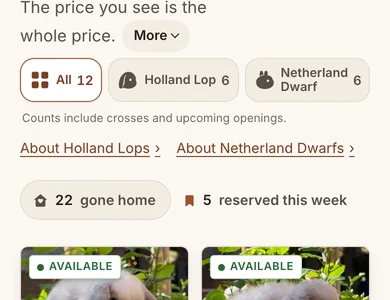 The price you see is the
whole price. More
All 12 Holland Lop 6 Netherland Dwarf 6
Counts include crosses and upcoming openings.
About Holland Lops › About Netherland Dwarfs ›
22 gone home 5 reserved this week
AVAILABLE AVAILABLE